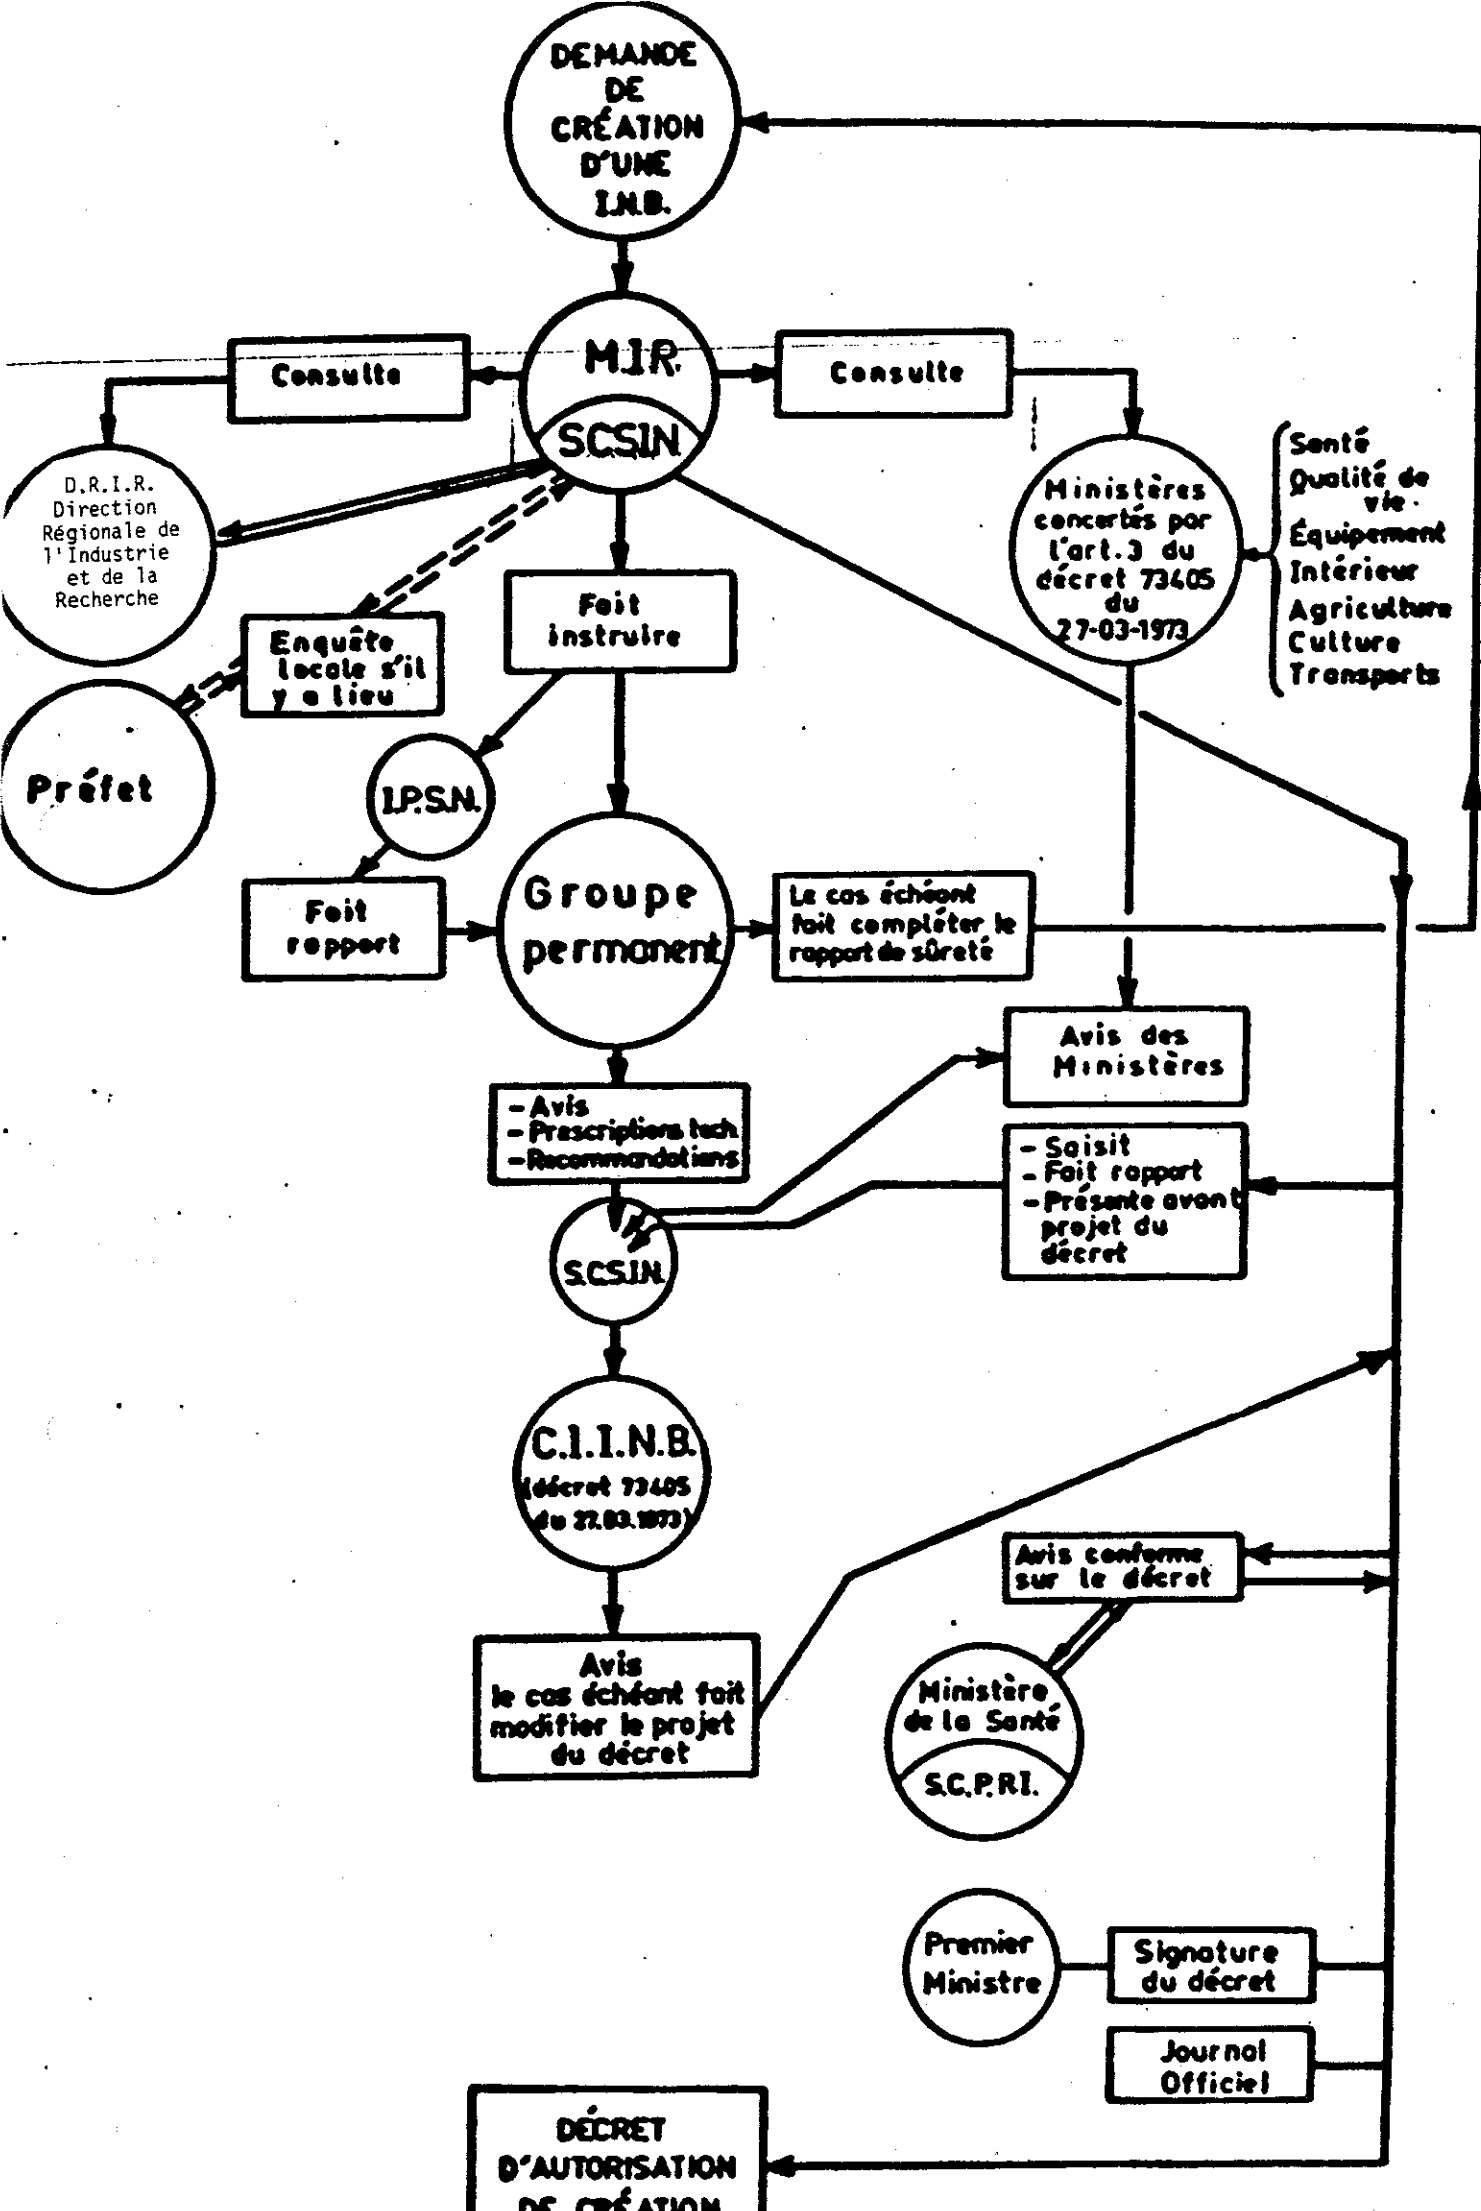 DEMANDE
DE
CRÉATION
D'UNE
I.N.B.
M.I.R.
SCSIN
Consulte
Consulte
D.R.I.R.
Direction
Régionale de
l'Industrie
et de la
Recherche
Ministères
concertés par
l'art.3 du
décret 73405
du
27-03-1973
Santé
Qualité de
vie.
Équipement
Intérieur
Agriculture
Culture
Transports
Enquête
locale s'il
y a lieu
Fait
instruire
Préfet
I.P.S.N.
Fait
rapport
Groupe
permanent
Le cas échéant
fait compléter le
rapport de sûreté
Avis des
Ministères
- Avis
- Prescriptions tech.
- Recommandations
- Saisit
- Fait rapport
- Présente avant
projet du
décret
S.C.S.I.N.
C.I.I.N.B.
(décret 73405
du 27.03.1973)
Avis conforme
sur le décret
Avis
le cas échéant fait
modifier le projet
du décret
Ministère
de la Santé
S.C.P.R.I.
Premier
Ministre
Signature
du décret
Journal
Officiel
DÉCRET
D'AUTORISATION
DE CRÉATION